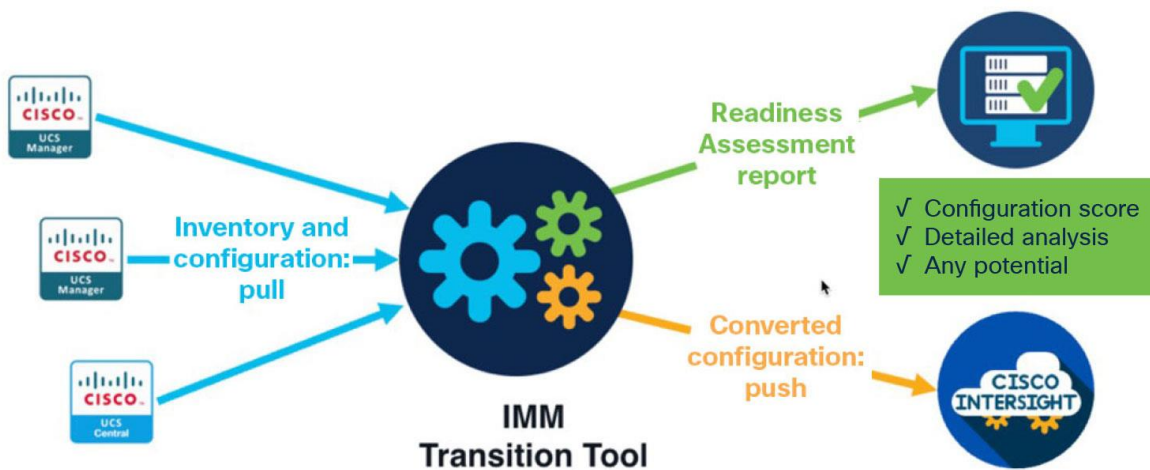 CISCO
UCS
Manager
CISCO
UCS
Manager
CISCO
UCS
Central
Inventory and
configuration:
pull
IMM
Transition Tool
Readiness
Assessment
report
√ Configuration score
√ Detailed analysis
√ Any potential
Converted
configuration:
push
CISCO
INTERSIGHT